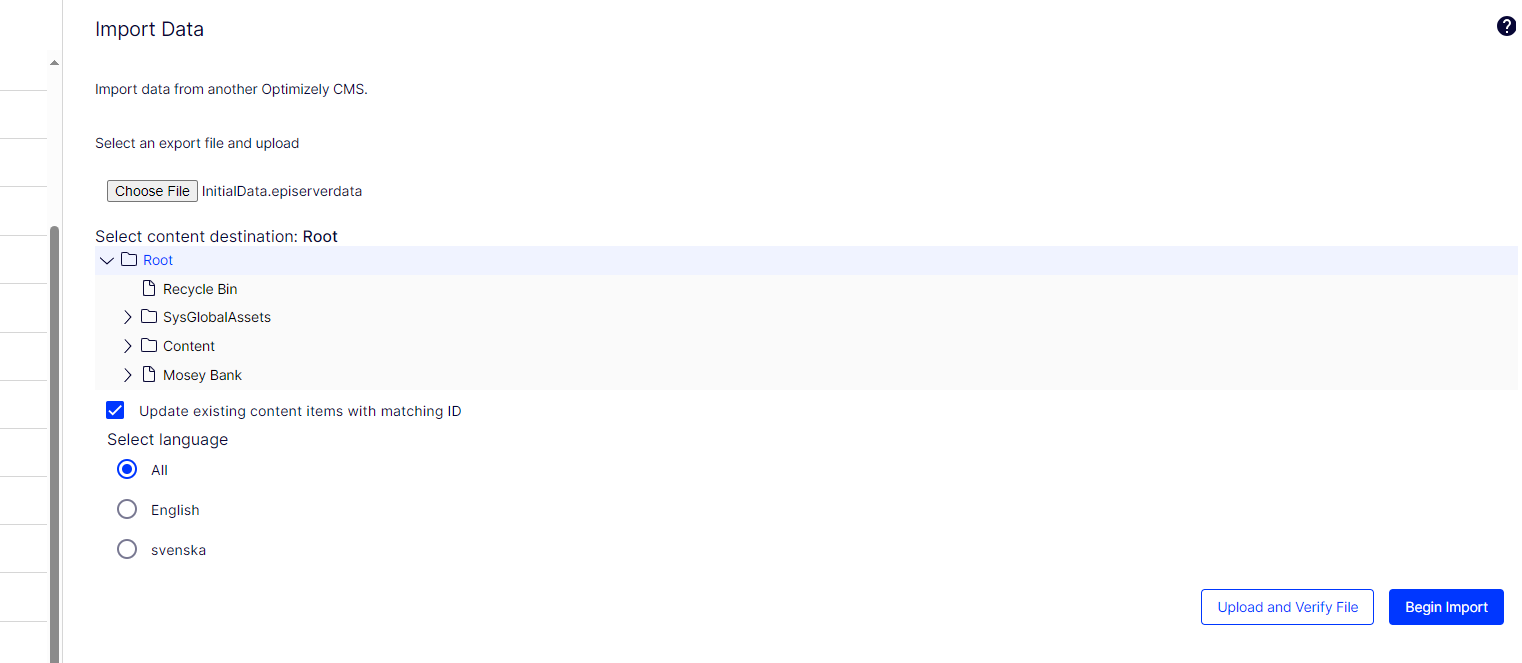 Import Data
?
Import data from another Optimizely CMS.
Select an export file and upload
Choose File InitialData.episerverdata
Select content destination: Root
Root
Recycle Bin
SysGlobalAssets
Content
Mosey Bank
Update existing content items with matching ID
Select language
All
English
svenska
Upload and Verify File Begin Import